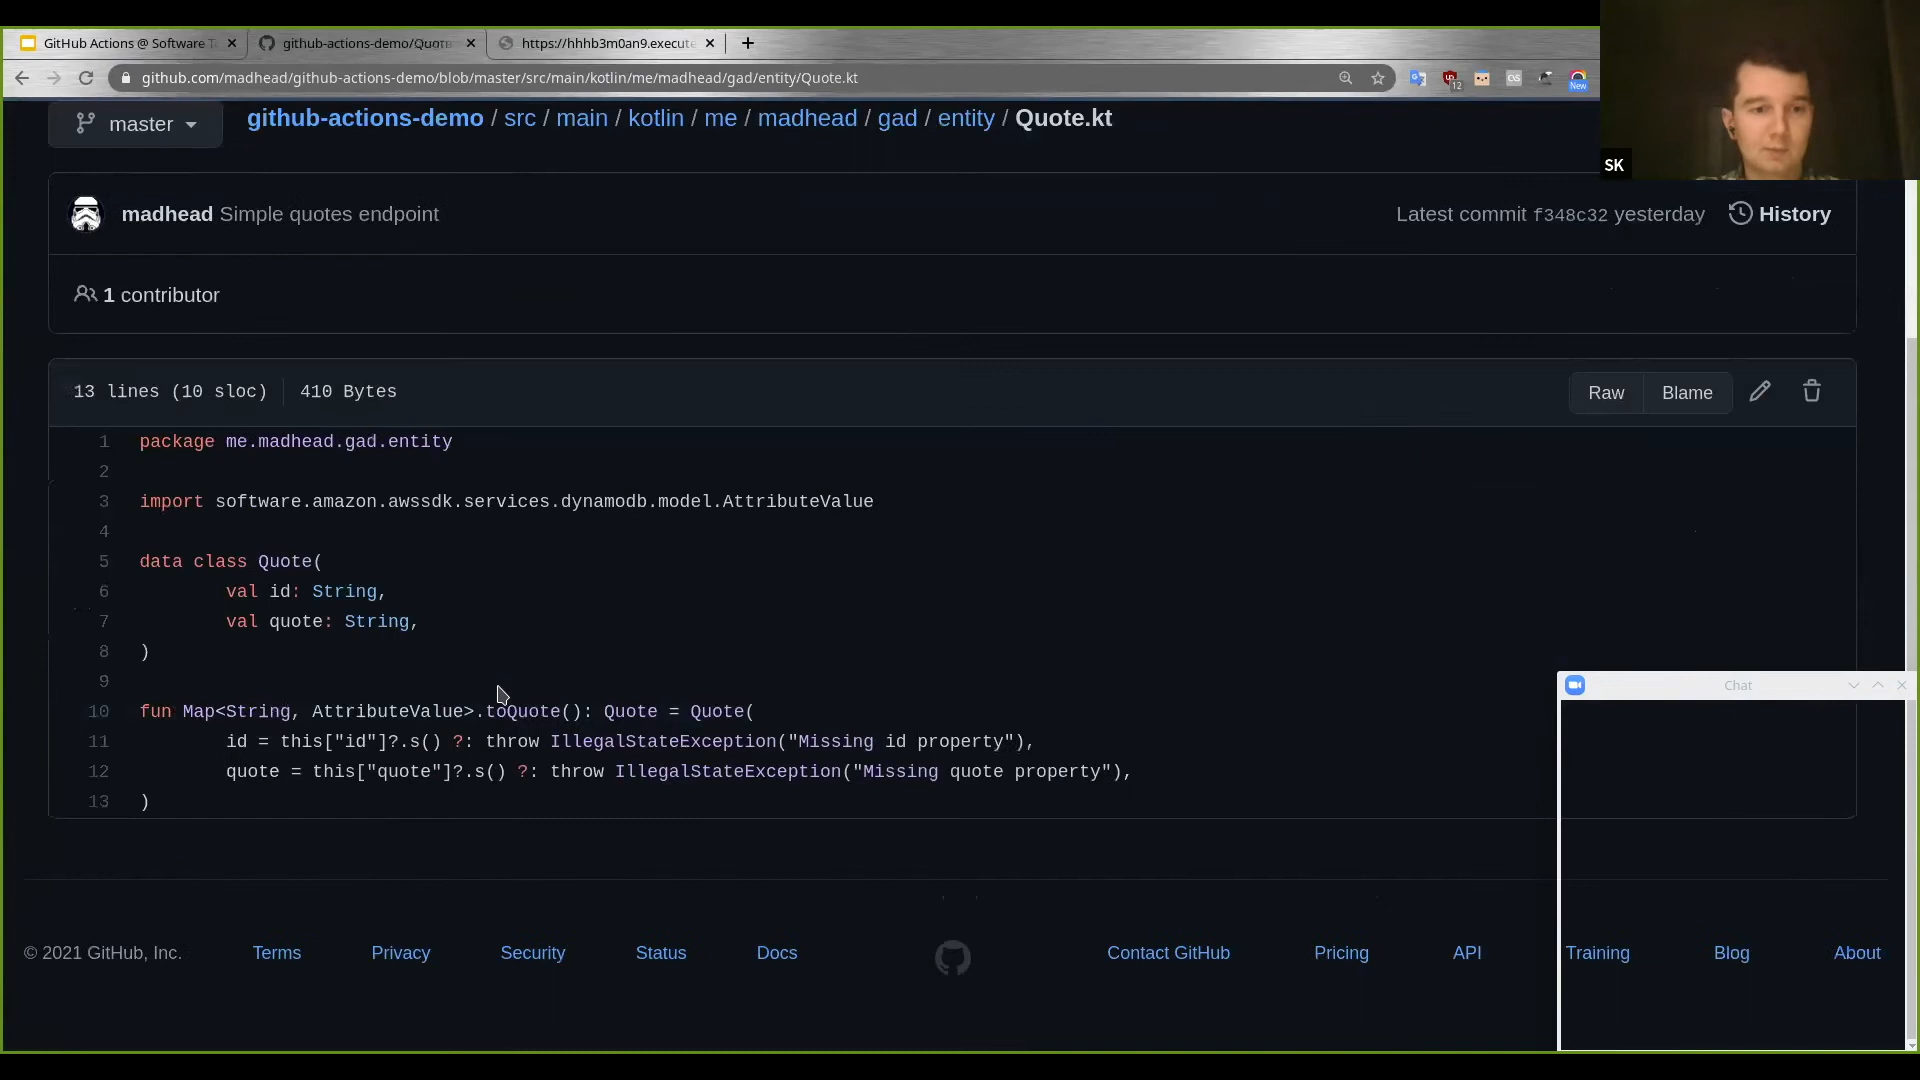 GitHub Actions @ Software T
github-actions-demo/Quote
https://hhhb3m0an9.execute
github.com/madhead/github-actions-demo/blob/master/src/main/kotlin/me/madhead/gad/entity/Quote.kt
12
New
SK
master
github-actions-demo / src / main / kotlin / me / madhead / gad / entity / Quote.kt
madhead Simple quotes endpoint
Latest commit f348c32 yesterday
History
1 contributor
13 lines (10 sloc)
410 Bytes
Raw
Blame
1 package me.madhead.gad.entity
2
3 import software.amazon.awssdk.services.dynamodb.model.AttributeValue
4
5 data class Quote(
6 val id: String,
7 val quote: String,
8 )
9
10 fun Map<String, AttributeValue>.toQuote(): Quote = Quote(
11 id = this["id"]?.s() ?: throw IllegalStateException("Missing id property"),
12 quote = this["quote"]?.s() ?: throw IllegalStateException("Missing quote property"),
13 )
Chat
© 2021 GitHub, Inc.
Terms
Privacy
Security
Status
Docs
Contact GitHub
Pricing
API
Training
Blog
About